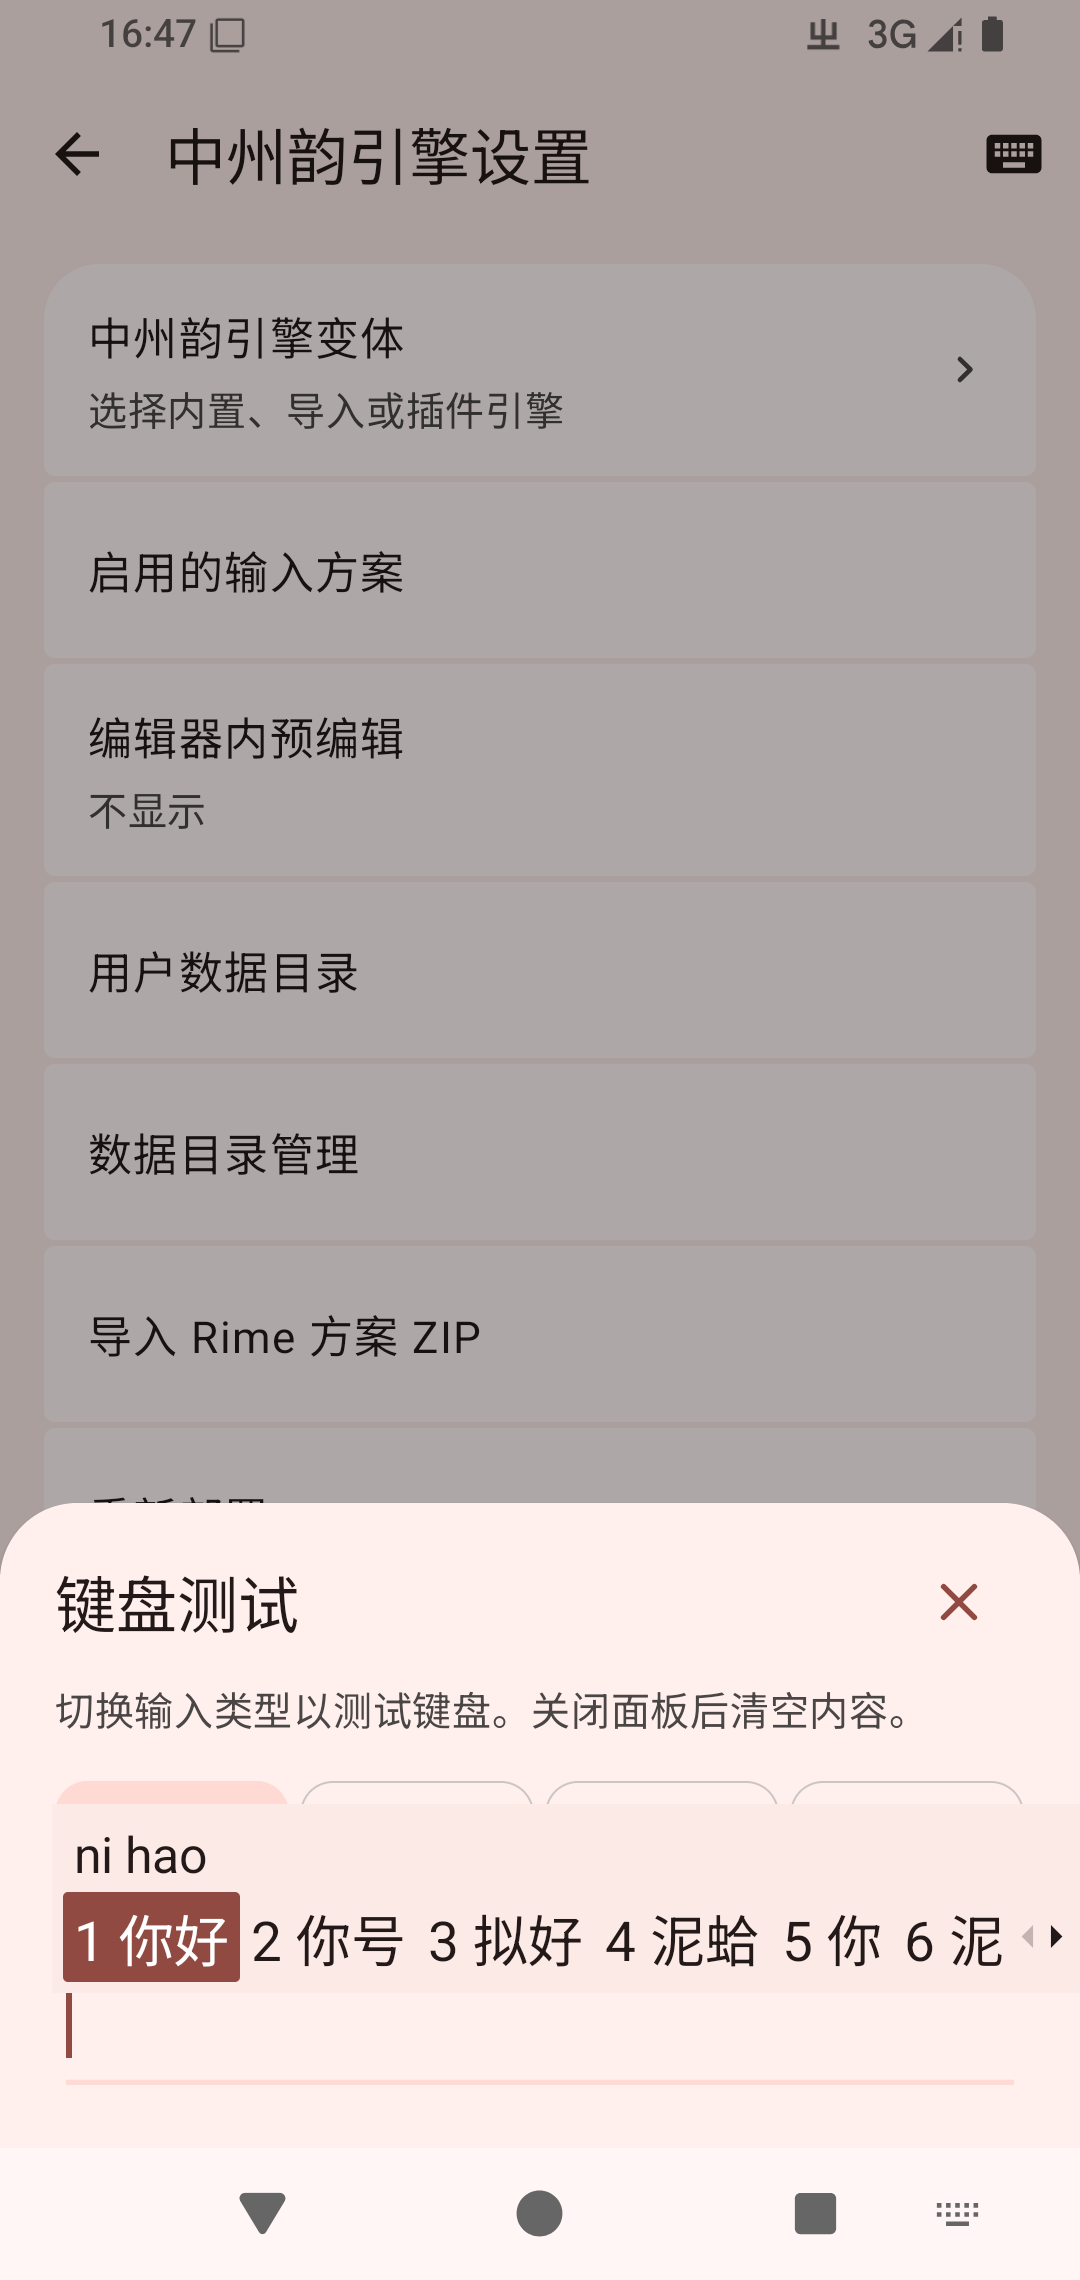 16:47 3G
中州韵引擎设置
中州韵引擎变体
选择内置、导入或插件引擎
启用的输入方案
编辑器内预编辑
不显示
用户数据目录
数据目录管理
导入 Rime 方案 ZIP
键盘测试
切换输入类型以测试键盘。关闭面板后清空内容。
ni hao
1 你好 2 你号 3 拟好 4 泥蛤 5 你 6 泥